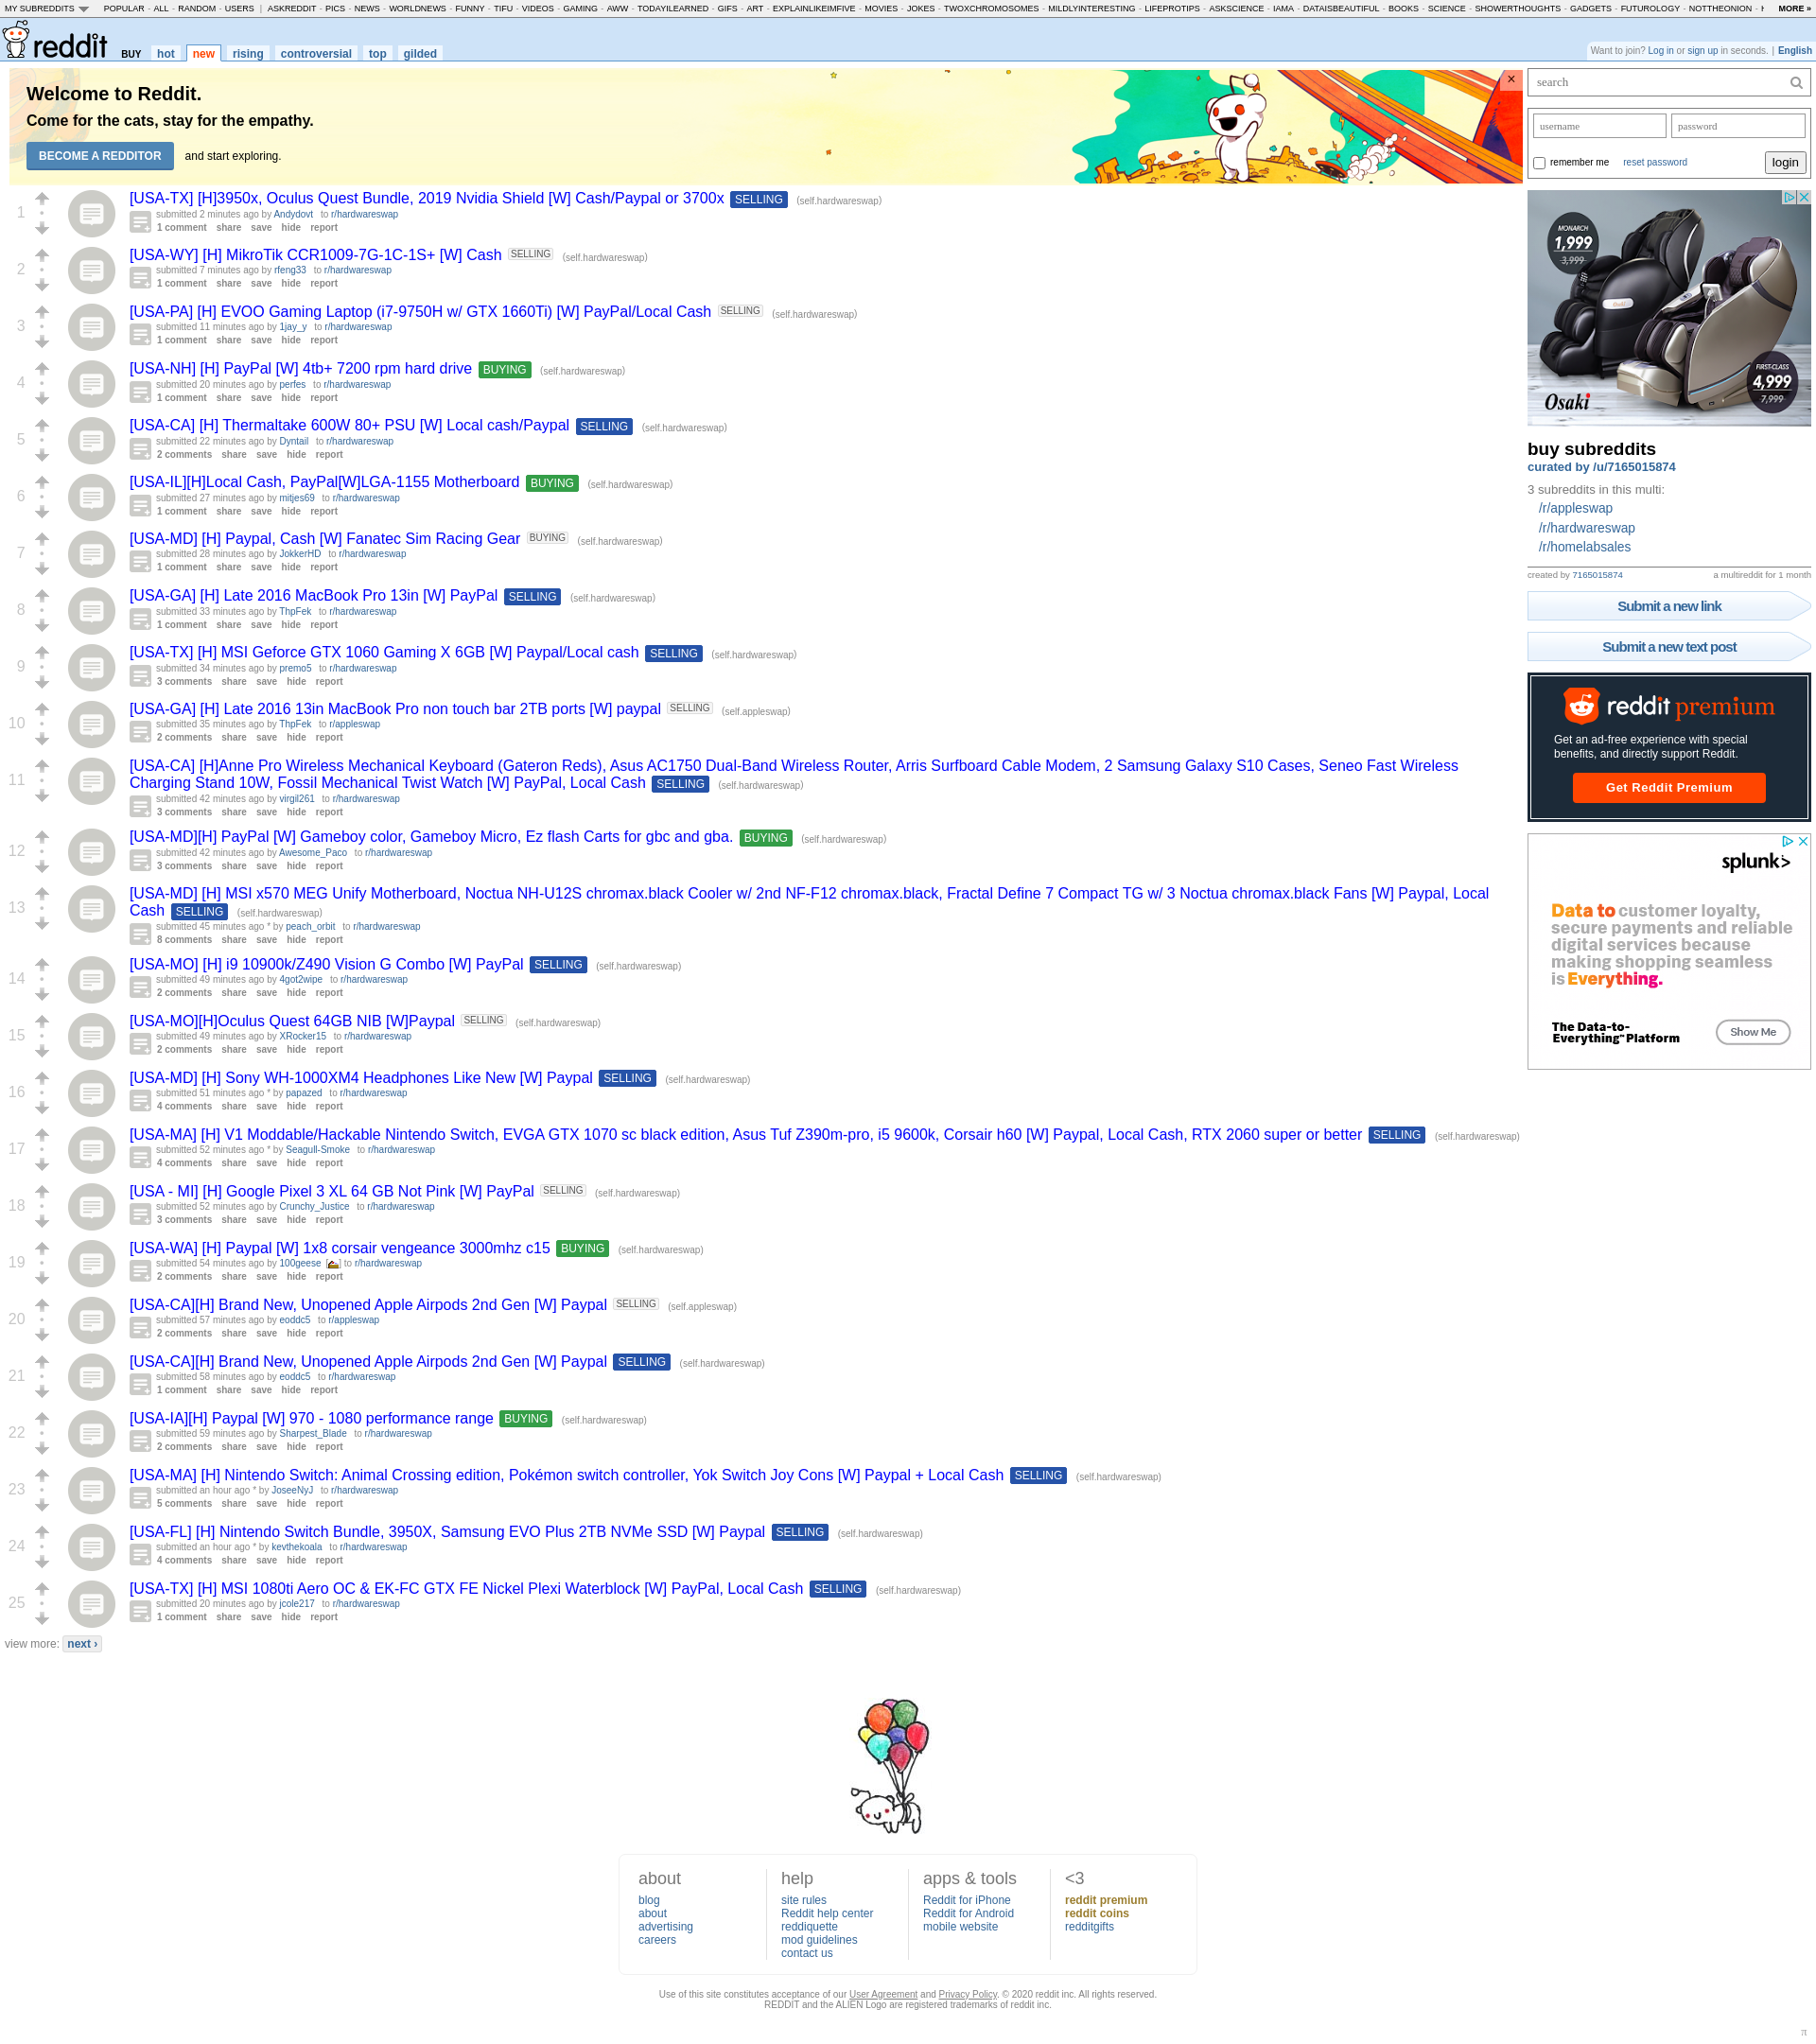 MY SUBREDDITS POPULAR - ALL - RANDOM - USERS | ASKREDDIT - PICS - NEWS - WORLDNEWS - FUNNY - TIFU - VIDEOS - GAMING - AWW - TODAYILEARNED - GIFS - ART - EXPLAINLIKEIMFIVE - MOVIES - JOKES - TWOXCHROMOSOMES - MILDLYINTERESTING - LIFEPROTIPS - ASKSCIENCE - IAMA - DATAISBEAUTIFUL - BOOKS - SCIENCE - SHOWERTHOUGHTS - GADGETS - FUTUROLOGY - NOTTHEONION - MORE »
reddit BUY hot new rising controversial top gilded
Want to join? Log in or sign up in seconds. | English
Welcome to Reddit.
Come for the cats, stay for the empathy.
BECOME A REDDITOR and start exploring.
1 [USA-TX] [H]3950x, Oculus Quest Bundle, 2019 Nvidia Shield [W] Cash/Paypal or 3700x SELLING (self.hardwareswap)
submitted 2 minutes ago by Andydovt to r/hardwareswap
1 comment share save hide report
2 [USA-WY] [H] MikroTik CCR1009-7G-1C-1S+ [W] Cash SELLING (self.hardwareswap)
submitted 7 minutes ago by rfeng33 to r/hardwareswap
1 comment share save hide report
3 [USA-PA] [H] EVOO Gaming Laptop (i7-9750H w/ GTX 1660Ti) [W] PayPal/Local Cash SELLING (self.hardwareswap)
submitted 11 minutes ago by 1jay_y to r/hardwareswap
1 comment share save hide report
4 [USA-NH] [H] PayPal [W] 4tb+ 7200 rpm hard drive BUYING (self.hardwareswap)
submitted 20 minutes ago by perfes to r/hardwareswap
1 comment share save hide report
5 [USA-CA] [H] Thermaltake 600W 80+ PSU [W] Local cash/Paypal SELLING (self.hardwareswap)
submitted 22 minutes ago by Dyntail to r/hardwareswap
2 comments share save hide report
6 [USA-IL][H]Local Cash, PayPal[W]LGA-1155 Motherboard BUYING (self.hardwareswap)
submitted 27 minutes ago by mitjes69 to r/hardwareswap
1 comment share save hide report
7 [USA-MD] [H] Paypal, Cash [W] Fanatec Sim Racing Gear BUYING (self.hardwareswap)
submitted 28 minutes ago by JokkerHD to r/hardwareswap
1 comment share save hide report
8 [USA-GA] [H] Late 2016 MacBook Pro 13in [W] PayPal SELLING (self.hardwareswap)
submitted 33 minutes ago by ThpFek to r/hardwareswap
1 comment share save hide report
9 [USA-TX] [H] MSI Geforce GTX 1060 Gaming X 6GB [W] Paypal/Local cash SELLING (self.hardwareswap)
submitted 34 minutes ago by premo5 to r/hardwareswap
3 comments share save hide report
10 [USA-GA] [H] Late 2016 13in MacBook Pro non touch bar 2TB ports [W] paypal SELLING (self.appleswap)
submitted 35 minutes ago by ThpFek to r/appleswap
2 comments share save hide report
11 [USA-CA] [H]Anne Pro Wireless Mechanical Keyboard (Gateron Reds), Asus AC1750 Dual-Band Wireless Router, Arris Surfboard Cable Modem, 2 Samsung Galaxy S10 Cases, Seneo Fast Wireless
Charging Stand 10W, Fossil Mechanical Twist Watch [W] PayPal, Local Cash SELLING (self.hardwareswap)
submitted 42 minutes ago by virgil261 to r/hardwareswap
3 comments share save hide report
12 [USA-MD][H] PayPal [W] Gameboy color, Gameboy Micro, Ez flash Carts for gbc and gba. BUYING (self.hardwareswap)
submitted 42 minutes ago by Awesome_Paco to r/hardwareswap
3 comments share save hide report
13 [USA-MD] [H] MSI x570 MEG Unify Motherboard, Noctua NH-U12S chromax.black Cooler w/ 2nd NF-F12 chromax.black, Fractal Define 7 Compact TG w/ 3 Noctua chromax.black Fans [W] Paypal, Local
Cash SELLING (self.hardwareswap)
submitted 45 minutes ago * by peach_orbit to r/hardwareswap
8 comments share save hide report
14 [USA-MO] [H] i9 10900k/Z490 Vision G Combo [W] PayPal SELLING (self.hardwareswap)
submitted 49 minutes ago by 4got2wipe to r/hardwareswap
2 comments share save hide report
15 [USA-MO][H]Oculus Quest 64GB NIB [W]Paypal SELLING (self.hardwareswap)
submitted 49 minutes ago by XRocker15 to r/hardwareswap
2 comments share save hide report
16 [USA-MD] [H] Sony WH-1000XM4 Headphones Like New [W] Paypal SELLING (self.hardwareswap)
submitted 51 minutes ago * by papazed to r/hardwareswap
4 comments share save hide report
17 [USA-MA] [H] V1 Moddable/Hackable Nintendo Switch, EVGA GTX 1070 sc black edition, Asus Tuf Z390m-pro, i5 9600k, Corsair h60 [W] Paypal, Local Cash, RTX 2060 super or better SELLING (self.hardwareswap)
submitted 52 minutes ago * by Seagull-Smoke to r/hardwareswap
4 comments share save hide report
18 [USA - MI] [H] Google Pixel 3 XL 64 GB Not Pink [W] PayPal SELLING (self.hardwareswap)
submitted 52 minutes ago by Crunchy_Justice to r/hardwareswap
3 comments share save hide report
19 [USA-WA] [H] Paypal [W] 1x8 corsair vengeance 3000mhz c15 BUYING (self.hardwareswap)
submitted 54 minutes ago by 100geese to r/hardwareswap
2 comments share save hide report
20 [USA-CA][H] Brand New, Unopened Apple Airpods 2nd Gen [W] Paypal SELLING (self.appleswap)
submitted 57 minutes ago by eoddc5 to r/appleswap
2 comments share save hide report
21 [USA-CA][H] Brand New, Unopened Apple Airpods 2nd Gen [W] Paypal SELLING (self.hardwareswap)
submitted 58 minutes ago by eoddc5 to r/hardwareswap
1 comment share save hide report
22 [USA-IA][H] Paypal [W] 970 - 1080 performance range BUYING (self.hardwareswap)
submitted 59 minutes ago by Sharpest_Blade to r/hardwareswap
2 comments share save hide report
23 [USA-MA] [H] Nintendo Switch: Animal Crossing edition, Pokémon switch controller, Yok Switch Joy Cons [W] Paypal + Local Cash SELLING (self.hardwareswap)
submitted an hour ago * by JoseeNyJ to r/hardwareswap
5 comments share save hide report
24 [USA-FL] [H] Nintendo Switch Bundle, 3950X, Samsung EVO Plus 2TB NVMe SSD [W] Paypal SELLING (self.hardwareswap)
submitted an hour ago * by kevthekoala to r/hardwareswap
4 comments share save hide report
25 [USA-TX] [H] MSI 1080ti Aero OC & EK-FC GTX FE Nickel Plexi Waterblock [W] PayPal, Local Cash SELLING (self.hardwareswap)
submitted 20 minutes ago by jcole217 to r/hardwareswap
1 comment share save hide report
view more: next ›
search
username password
remember me reset password login
MONARCH
1,999
3,999
Osaki
FIRST-CLASS
4,999
7,999
buy subreddits
curated by /u/7165015874
3 subreddits in this multi:
/r/appleswap
/r/hardwareswap
/r/homelabsales
created by 7165015874 a multireddit for 1 month
Submit a new link
Submit a new text post
reddit premium
Get an ad-free experience with special
benefits, and directly support Reddit.
Get Reddit Premium
splunk>
Data to customer loyalty,
secure payments and reliable
digital services because
making shopping seamless
is Everything.
The Data-to-
Everything™ Platform
Show Me
about
blog
about
advertising
careers
help
site rules
Reddit help center
reddiquette
mod guidelines
contact us
apps & tools
Reddit for iPhone
Reddit for Android
mobile website
<3
reddit premium
reddit coins
redditgifts
Use of this site constitutes acceptance of our User Agreement and Privacy Policy. © 2020 reddit inc. All rights reserved.
REDDIT and the ALIEN Logo are registered trademarks of reddit inc.
π